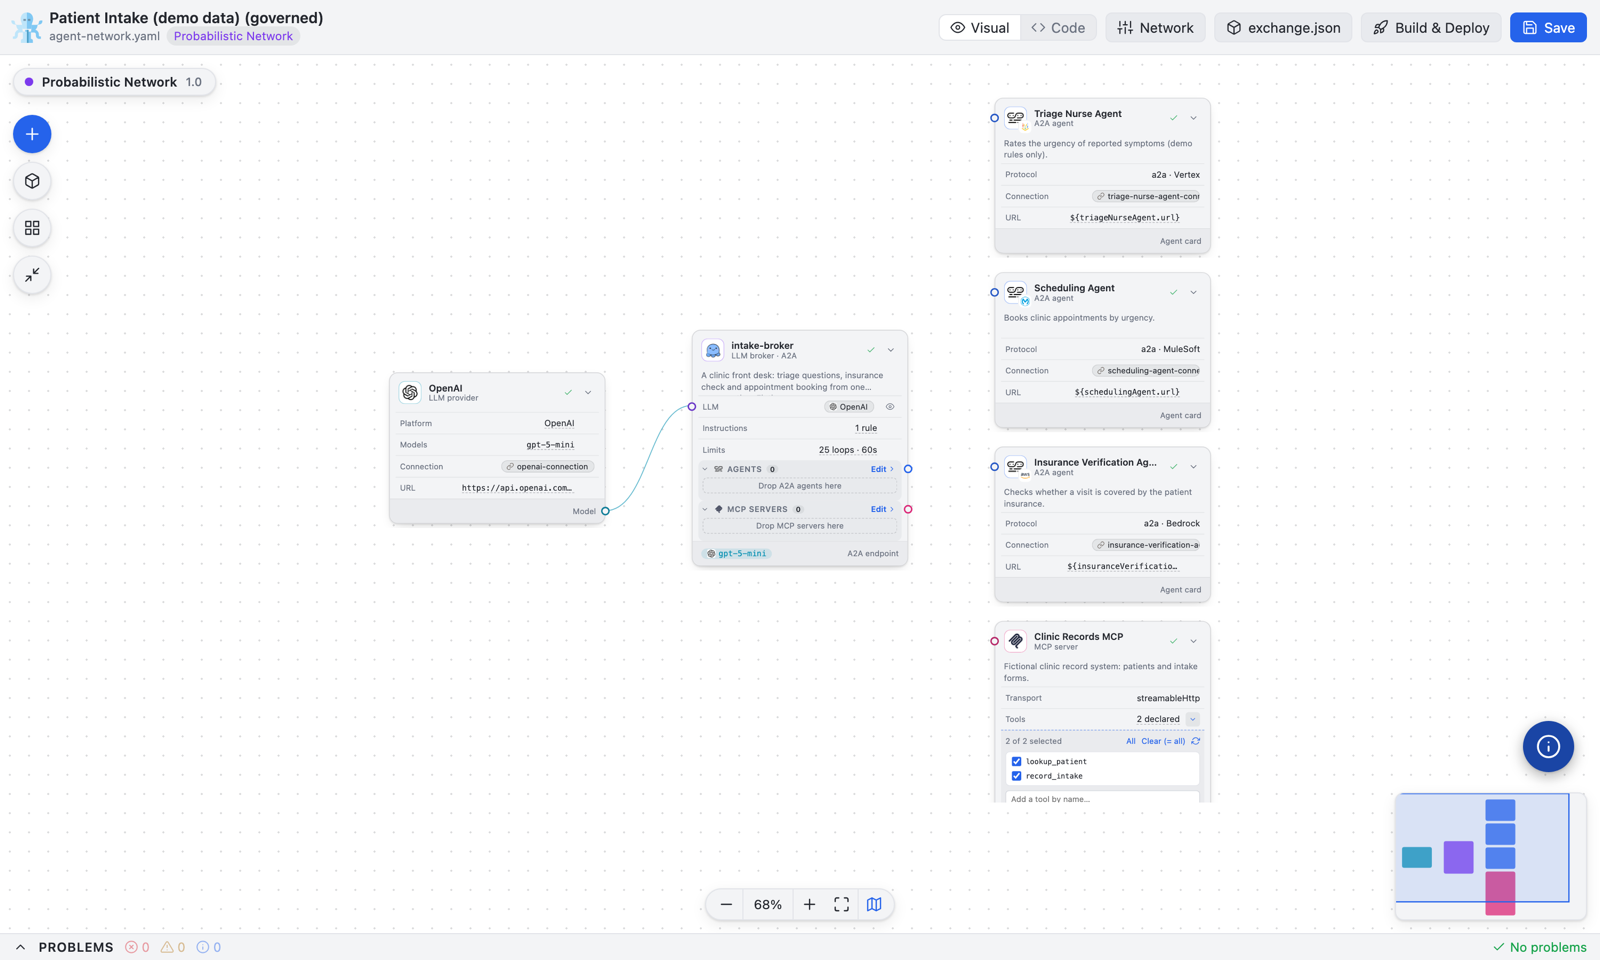 Patient Intake (demo data) (governed)
agent-network.yaml Probabilistic Network
Visual Code Network exchange.json Build & Deploy Save
Probabilistic Network 1.0
OpenAI
LLM provider
Platform OpenAI
Models gpt-5-mini
Connection openai-connection
URL https://api.openai.com…
Model
intake-broker
LLM broker · A2A
A clinic front desk: triage questions, insurance
check and appointment booking from one…
LLM OpenAI
Instructions 1 rule
Limits 25 loops · 60s
AGENTS 0 Edit
Drop A2A agents here
MCP SERVERS 0 Edit
Drop MCP servers here
gpt-5-mini A2A endpoint
Triage Nurse Agent
A2A agent
Rates the urgency of reported symptoms (demo
rules only).
Protocol a2a · Vertex
Connection triage-nurse-agent-con
URL ${triageNurseAgent.url}
Agent card
Scheduling Agent
A2A agent
Books clinic appointments by urgency.
Protocol a2a · MuleSoft
Connection scheduling-agent-conne
URL ${schedulingAgent.url}
Agent card
Insurance Verification Ag...
A2A agent
Checks whether a visit is covered by the patient
insurance.
Protocol a2a · Bedrock
Connection insurance-verification-a
URL ${insuranceVerificatio…
Agent card
Clinic Records MCP
MCP server
Fictional clinic record system: patients and intake
forms.
Transport streamableHttp
Tools 2 declared
2 of 2 selected All Clear (= all)
lookup_patient
record_intake
Add a tool by name...
68%
PROBLEMS 0 0 0 No problems